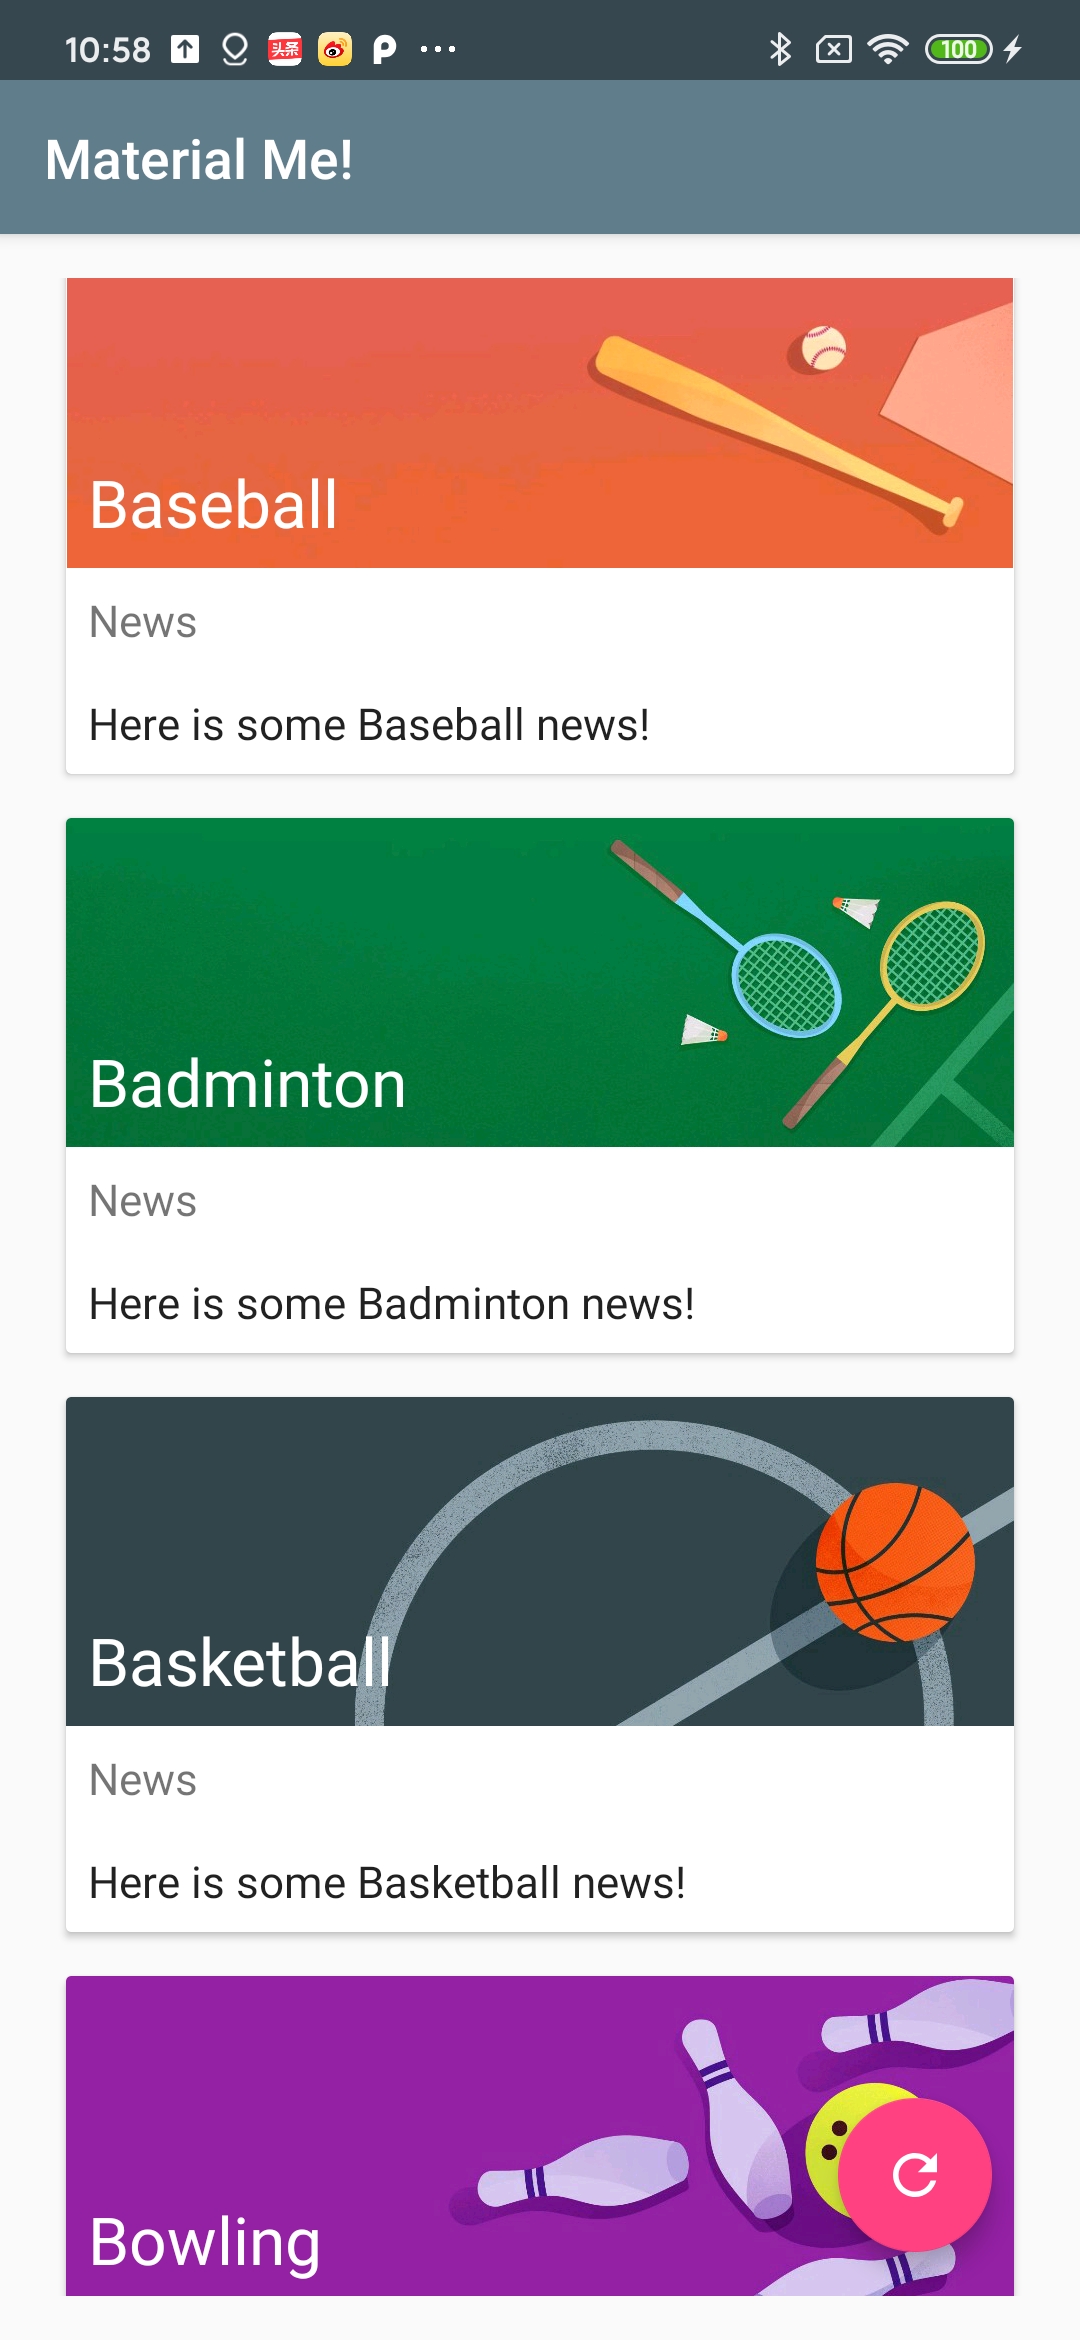 10:58 头条 P ... 100
Material Me!
Baseball
News
Here is some Baseball news!
Badminton
News
Here is some Badminton news!
Basketball
News
Here is some Basketball news!
Bowling